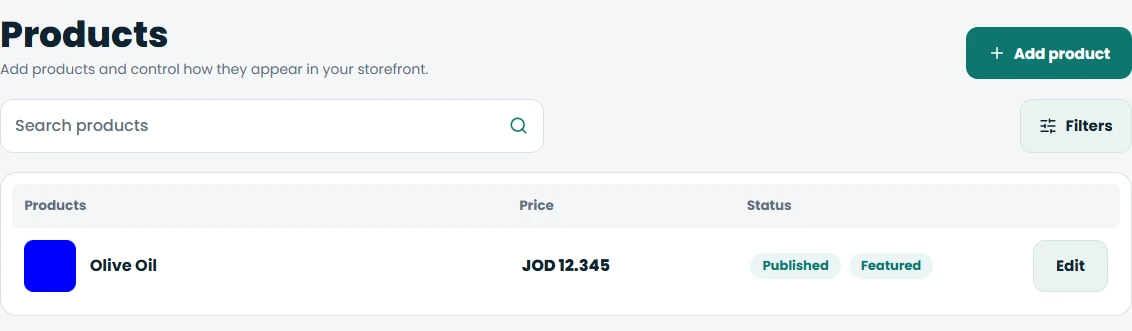 Products
Add products and control how they appear in your storefront.
Add product
Search products
Filters
Products Price Status
Olive Oil JOD 12.345 Published Featured Edit